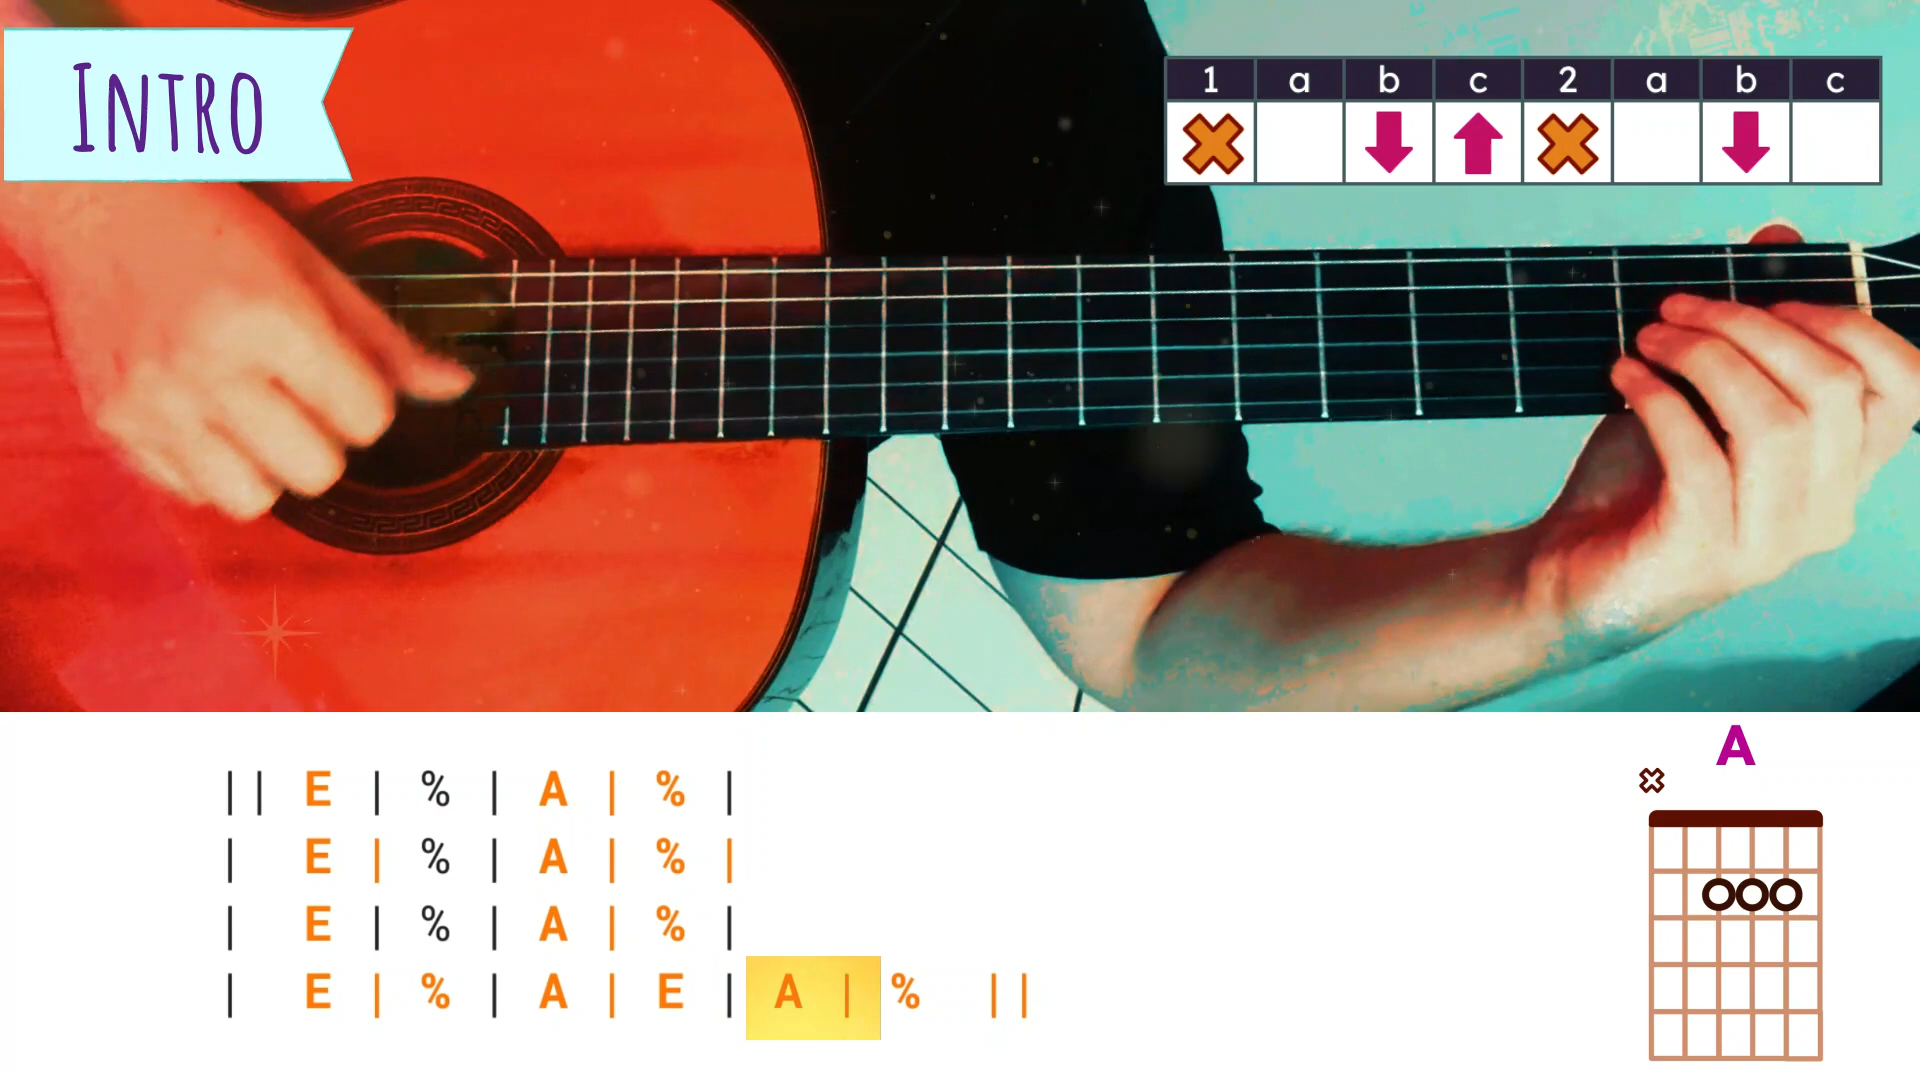 INTRO
1 a b c 2 a b c
|| E | % | A | % |
| E | % | A | % |
| E | % | A | % |
| E | % | A | E | A | % ||
A